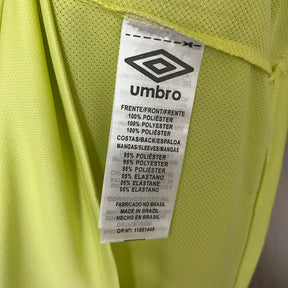 umbro
FRENTE/FRONT/FRENTE
100% POLIÉSTER
100% POLYESTER
100% POLIÉSTER
COSTAS/BACK/ESPALDA
MANGAS/SLEEVES/MANGAS
95% POLIÉSTER
95% POLYESTER
95% POLIÉSTER
05% ELASTANO
05% ELASTANE
05% ELASTANO
FABRICADO NO BRASIL
MADE IN BRAZIL
HECHO EN BRASIL